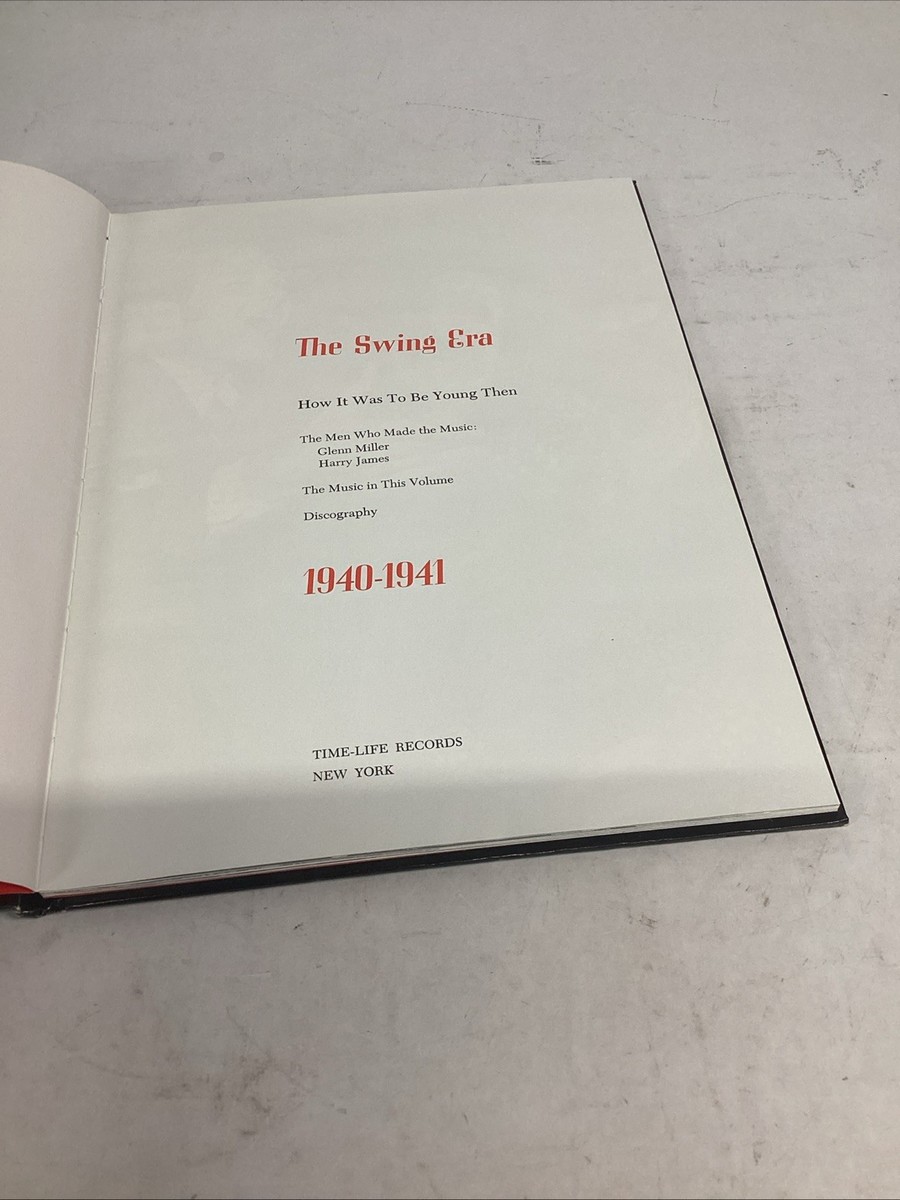 The Swing Era
How It Was To Be Young Then
The Men Who Made the Music:
Glenn Miller
Harry James
The Music in This Volume
Discography
1940-1941
TIME-LIFE RECORDS
NEW YORK